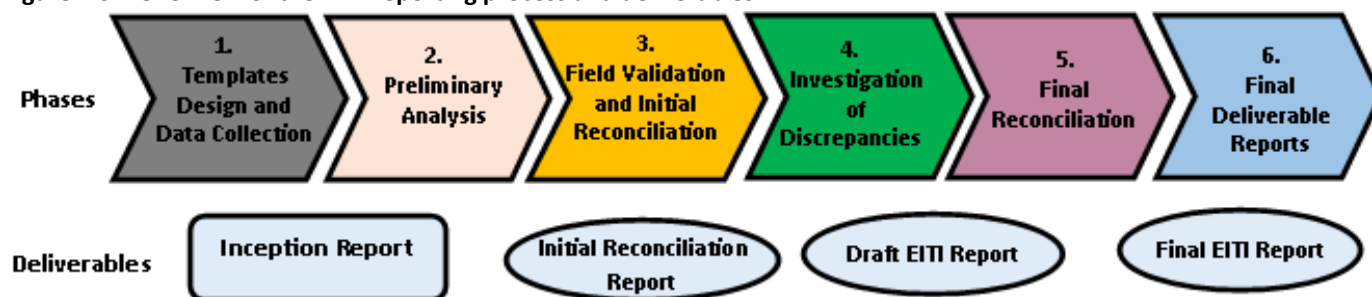 1.
Templates
Design and
Data Collection
2.
Preliminary
Analysis
3.
Field Validation
and Initial
Reconciliation
4.
Investigation
of
Discrepancies
5.
Final
Reconciliation
6.
Final
Deliverable
Reports
Phases
Deliverables
Inception Report
Initial Reconciliation
Report
Draft EITI Report
Final EITI Report